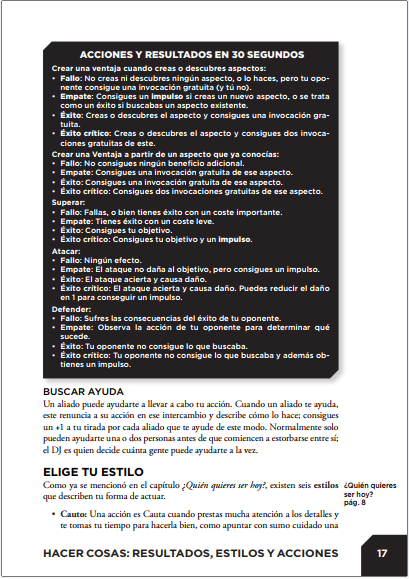 ACCIONES Y RESULTADOS EN 30 SEGUNDOS
Crear una ventaja cuando creas o descubres aspectos:
• Fallo: No creas ni descubres ningún aspecto, o lo haces, pero tu opo-
nente consigue una invocación gratuita (y tú no).
• Empate: Consigues un impulso si creas un nuevo aspecto, o se trata
como un éxito si buscabas un aspecto existente.
• Éxito: Creas o descubres el aspecto y consigues una invocación gra-
tuita.
• Éxito crítico: Creas o descubres el aspecto y consigues dos invoca-
ciones gratuitas de este.
Crear una Ventaja a partir de un aspecto que ya conocías:
• Fallo: No consigues ningún beneficio adicional.
• Empate: Consigues una invocación gratuita de ese aspecto.
• Éxito: Consigues una invocación gratuita de ese aspecto.
• Éxito crítico: Consigues dos invocaciones gratuitas de ese aspecto.
Superar:
• Fallo: Fallas, o bien tienes éxito con un coste importante.
• Empate: Tienes éxito con un coste leve.
• Éxito: Consigues tu objetivo.
• Éxito crítico: Consigues tu objetivo y un impulso.
Atacar:
• Fallo: Ningún efecto.
• Empate: El ataque no daña al objetivo, pero consigues un impulso.
• Éxito: El ataque acierta y causa daño.
• Éxito crítico: El ataque acierta y causa daño. Puedes reducir el daño
en 1 para conseguir un impulso.
Defender:
• Fallo: Sufres las consecuencias del éxito de tu oponente.
• Empate: Observa la acción de tu oponente para determinar qué
sucede.
• Éxito: Tu oponente no consigue lo que buscaba.
• Éxito crítico: Tu oponente no consigue lo que buscaba y además ob-
tienes un impulso.
BUSCAR AYUDA
Un aliado puede ayudarte a llevar a cabo tu acción. Cuando un aliado te ayuda,
este renuncia a su acción en ese intercambio y describe cómo lo hace; consigues
un +1 a tu tirada por cada aliado que te ayude de este modo. Normalmente solo
pueden ayudarte una o dos personas antes de que comiencen a estorbarse entre sí;
el DJ es quien decide cuánta gente puede ayudarte a la vez.
ELIGE TU ESTILO
Como ya se mencionó en el capítulo ¿Quién quieres ser hoy?, existen seis estilos
que describen tu forma de actuar.
¿Quién quieres
ser hoy?
pág. 8
• Cauto: Una acción es Cauta cuando prestas mucha atención a los detalles y
te tomas tu tiempo para hacerla bien, como apuntar con sumo cuidado una
HACER COSAS: RESULTADOS, ESTILOS Y ACCIONES
17